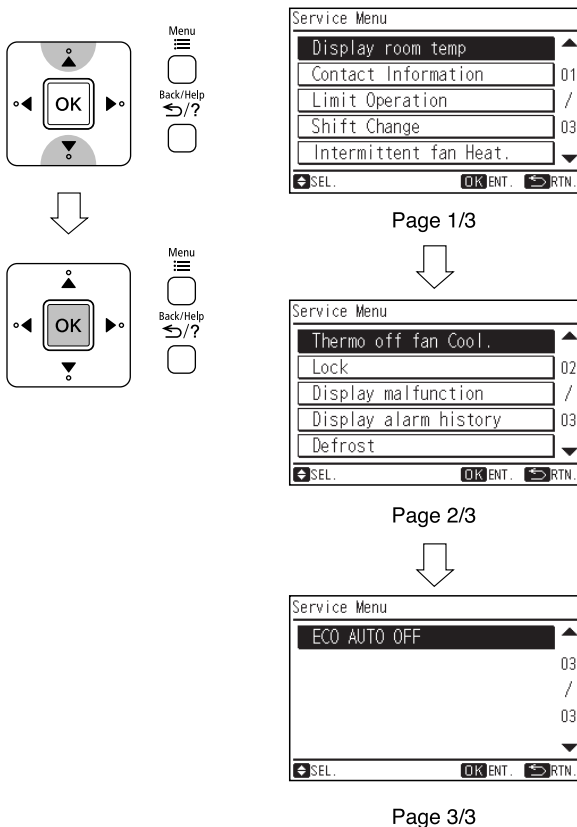 Menu
OK
Back/Help
/?
Menu
OK
Back/Help
/?
Service Menu
Display room temp
Contact Information
Limit Operation
Shift Change
Intermittent fan Heat.
01
/
03
SEL. OK ENT. RTN.
Page 1/3
Service Menu
Thermo off fan Cool.
Lock
Display malfunction
Display alarm history
Defrost
02
/
03
SEL. OK ENT. RTN.
Page 2/3
Service Menu
ECO AUTO OFF
03
/
03
SEL. OK ENT. RTN.
Page 3/3